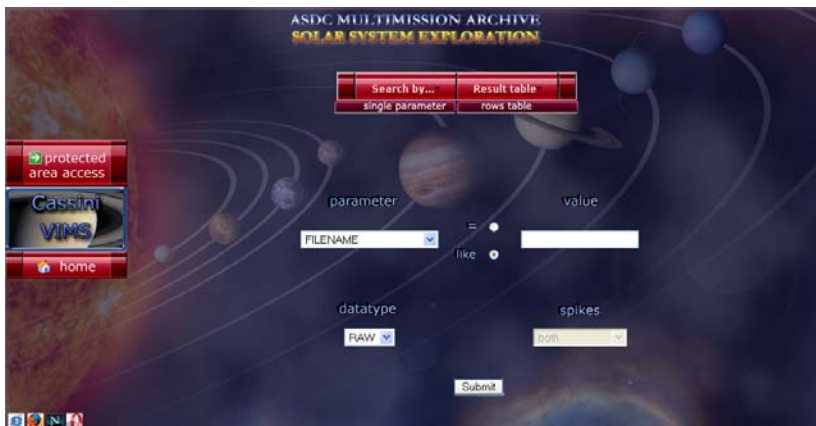 ASDC MULTIMISSION ARCHIVE
SOLAR SYSTEM EXPLORATION
Search by... Result table
single parameter rows table
protected
area access
Cassini
VIMS
home
parameter value
FILENAME =
like
datatype spikes
RAW both
Submit